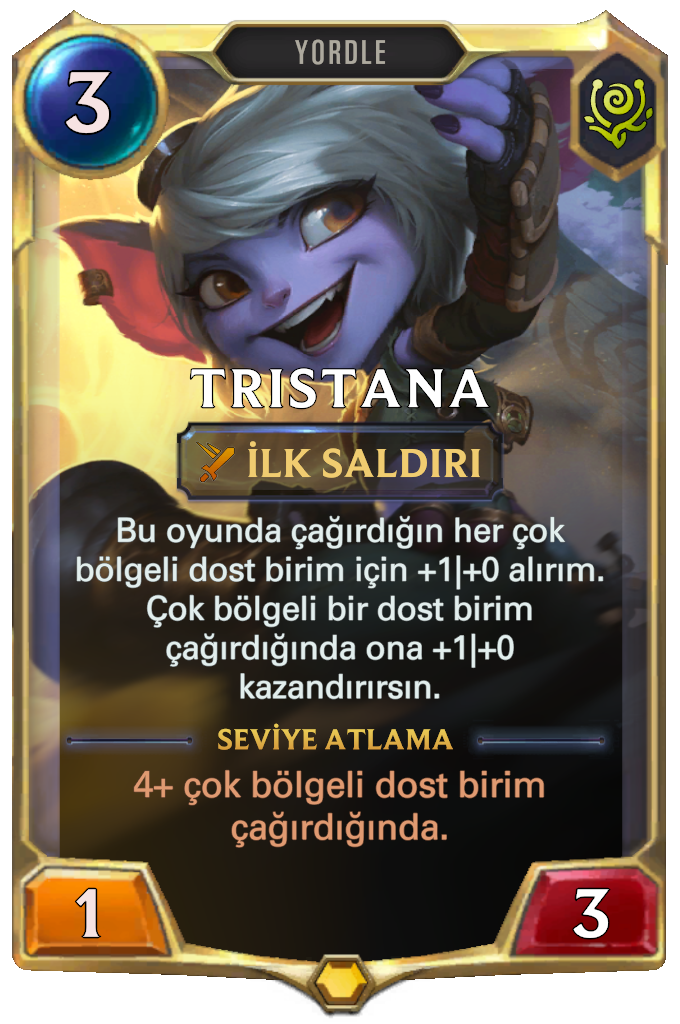 3
YORDLE
TRISTANA
İLK SALDIRI
Bu oyunda çağırdığın her çok
bölgeli dost birim için +1|+0 alırım.
Çok bölgeli bir dost birim
çağırdığında ona +1|+0
kazandırırsın.
SEVİYE ATLAMA
4+ çok bölgeli dost birim
çağırdığında.
1
3